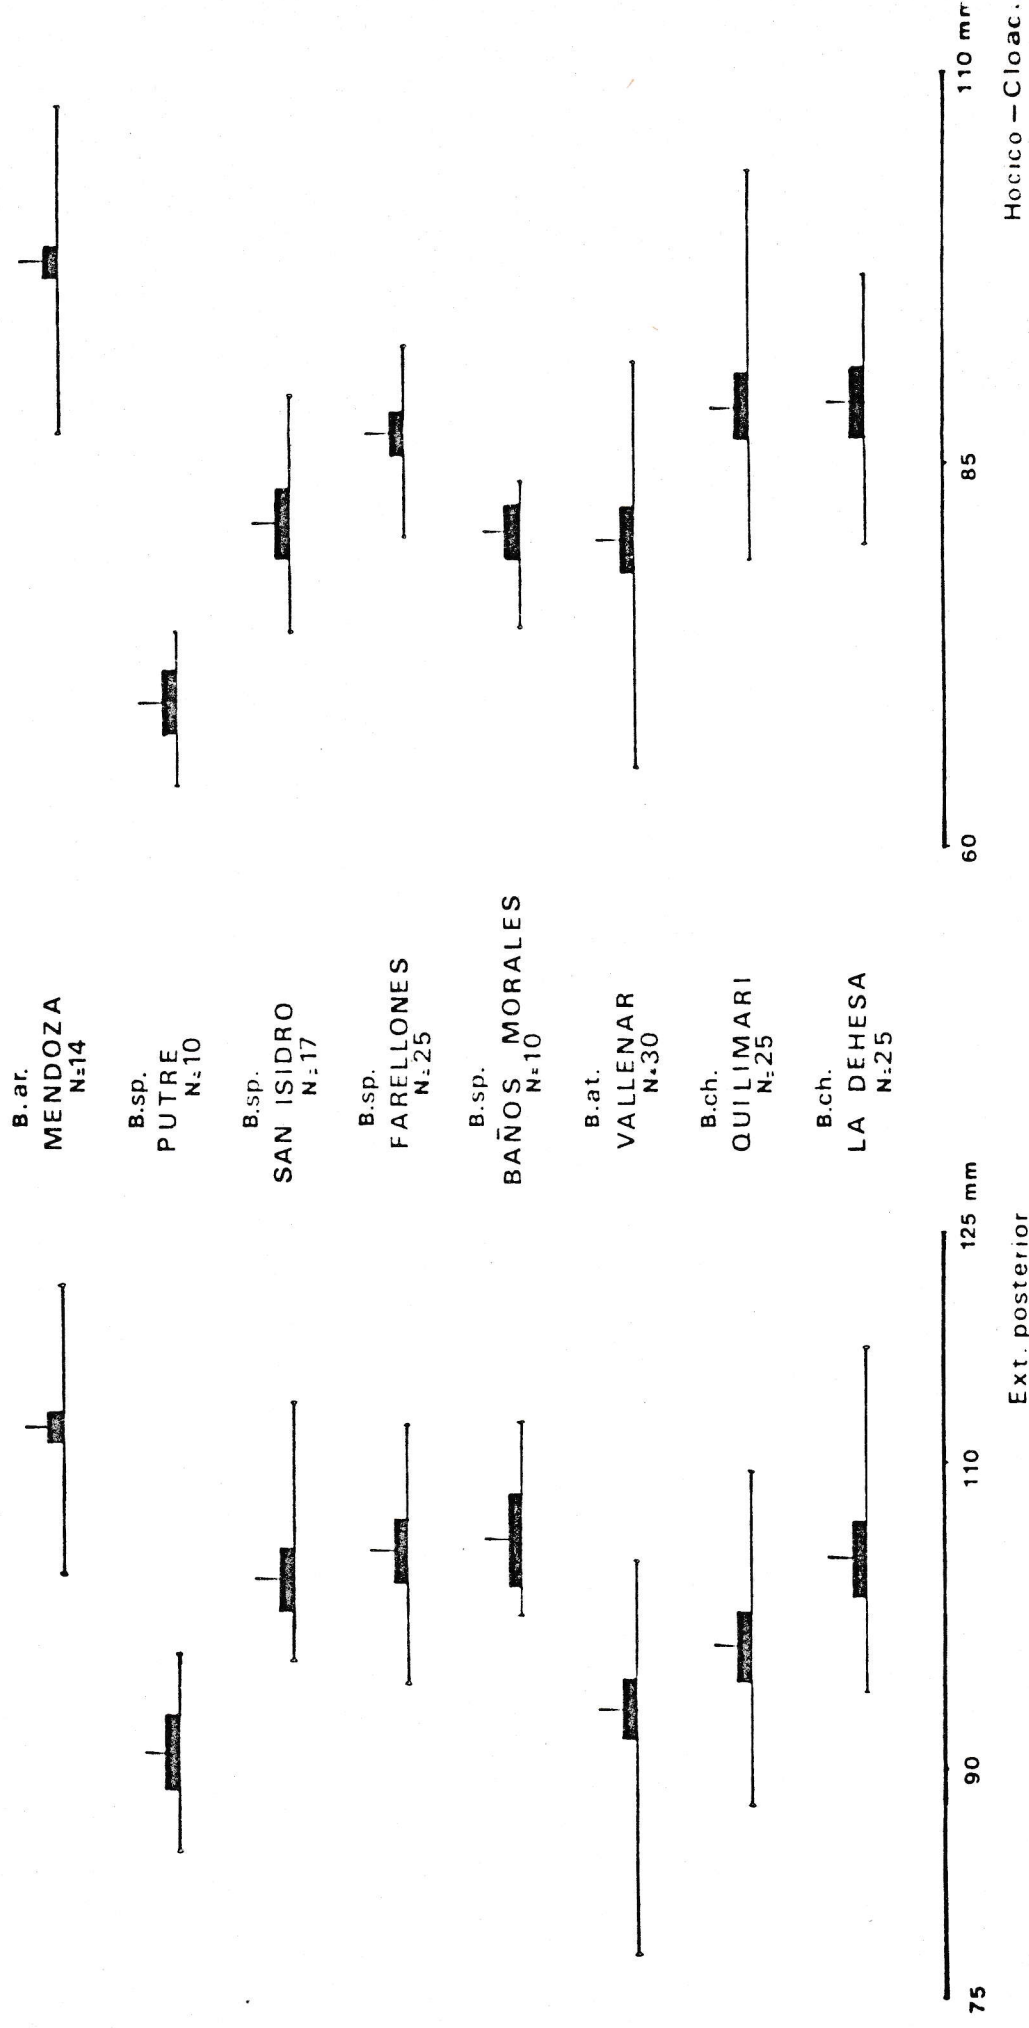 B. ar.
MENDOZA
N=14
B.sp.
PUTRE
N=10
B.sp.
SAN ISIDRO
N=17
B.sp.
FARELLONES
N=25
B.sp.
BAÑOS MORALES
N=10
B.at.
VALLENAR
N=30
B.ch.
QUILIMARI
N=25
B.ch.
LA DEHESA
N=25
75
90
110
125 mm
Ext. posterior
60
85
110 mm
Hocico – Cloac.